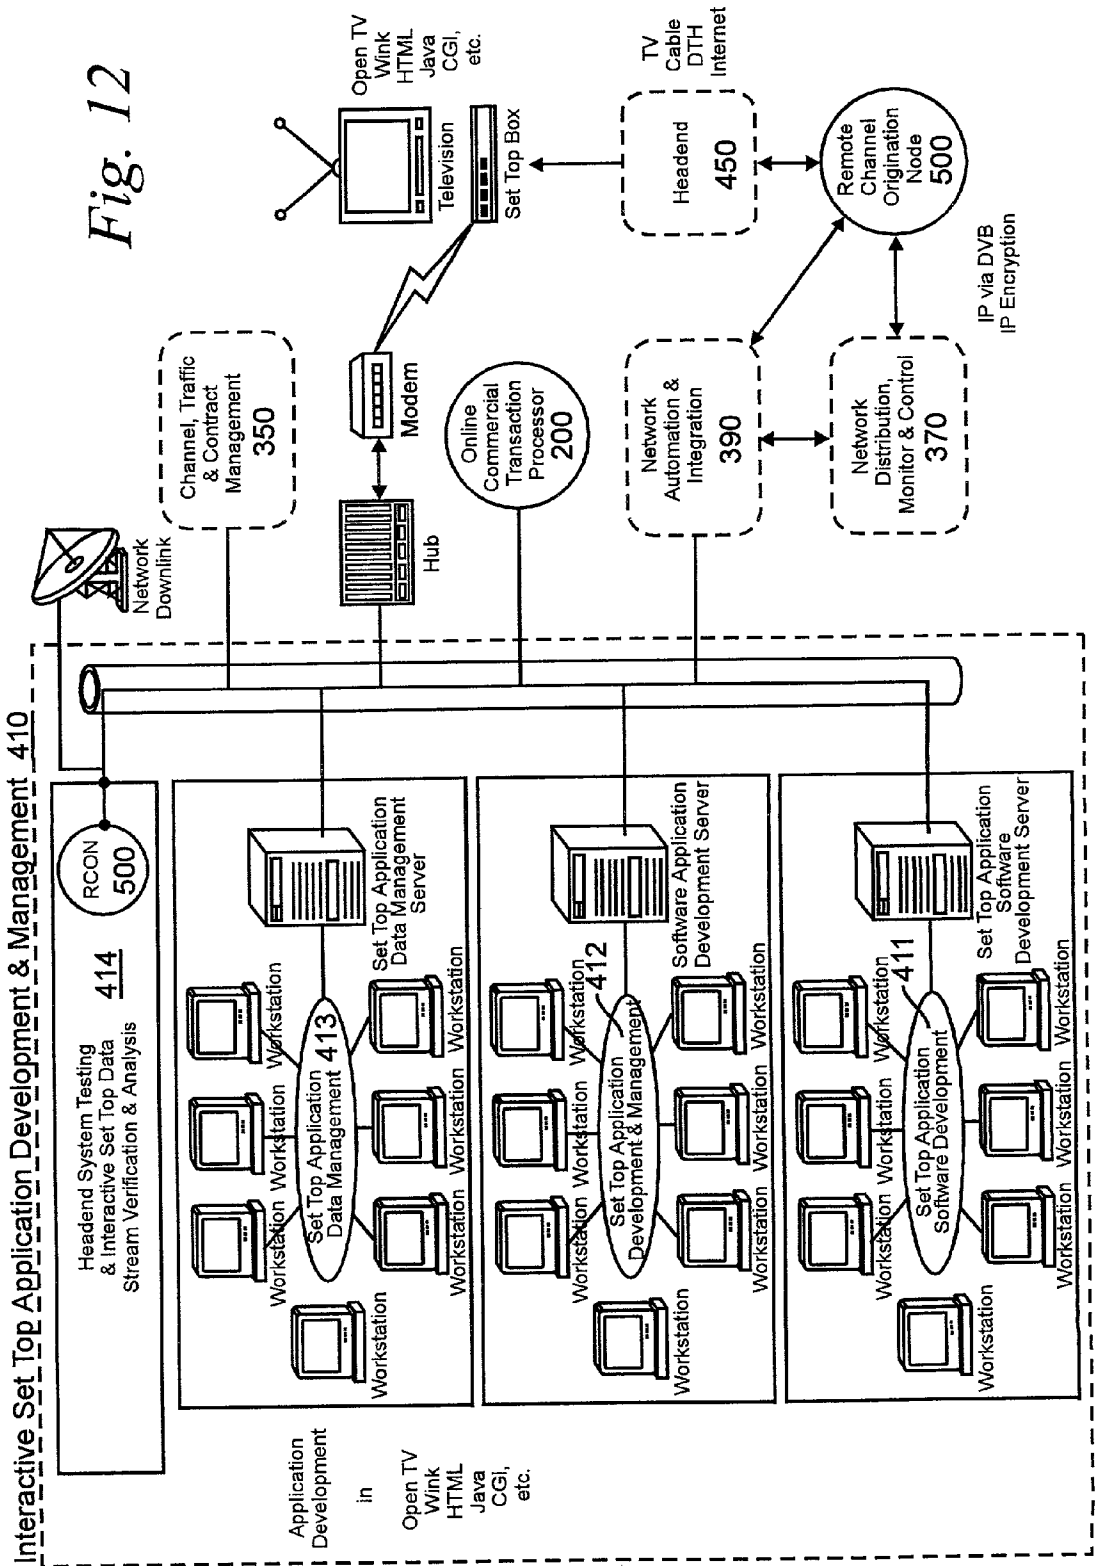 Fig. 12
Interactive Set Top Application Development & Management 410
Headend System Testing
& Interactive Set Top Data
Stream Verification & Analysis
414
RCON
500
Network
Downlink
Application
Development
in
Open TV
Wink
HTML
Java
CGI,
etc.
Workstation
Workstation
Workstation
Workstation
Set Top Application
Data Management 413
Workstation
Workstation
Workstation
Set Top Application
Data Management
Server
Workstation
Workstation
Workstation
Workstation
Set Top Application
Development & Management
412
Workstation
Workstation
Workstation
Software Application
Development Server
Workstation
Workstation
Workstation
Workstation
Set Top Application
Software Development
411
Workstation
Workstation
Workstation
Set Top Application
Software
Development Server
Channel, Traffic
& Contract
Management
350
Hub
Modem
Online
Commercial
Transaction
Processor
200
Network
Automation &
Integration
390
Network
Distribution,
Monitor & Control
370
Open TV
Wink
HTML
Java
CGI,
etc.
Television
Set Top Box
TV
Cable
DTH
Internet
Headend
450
Remote
Channel
Origination
Node
500
IP via DVB
IP Encryption